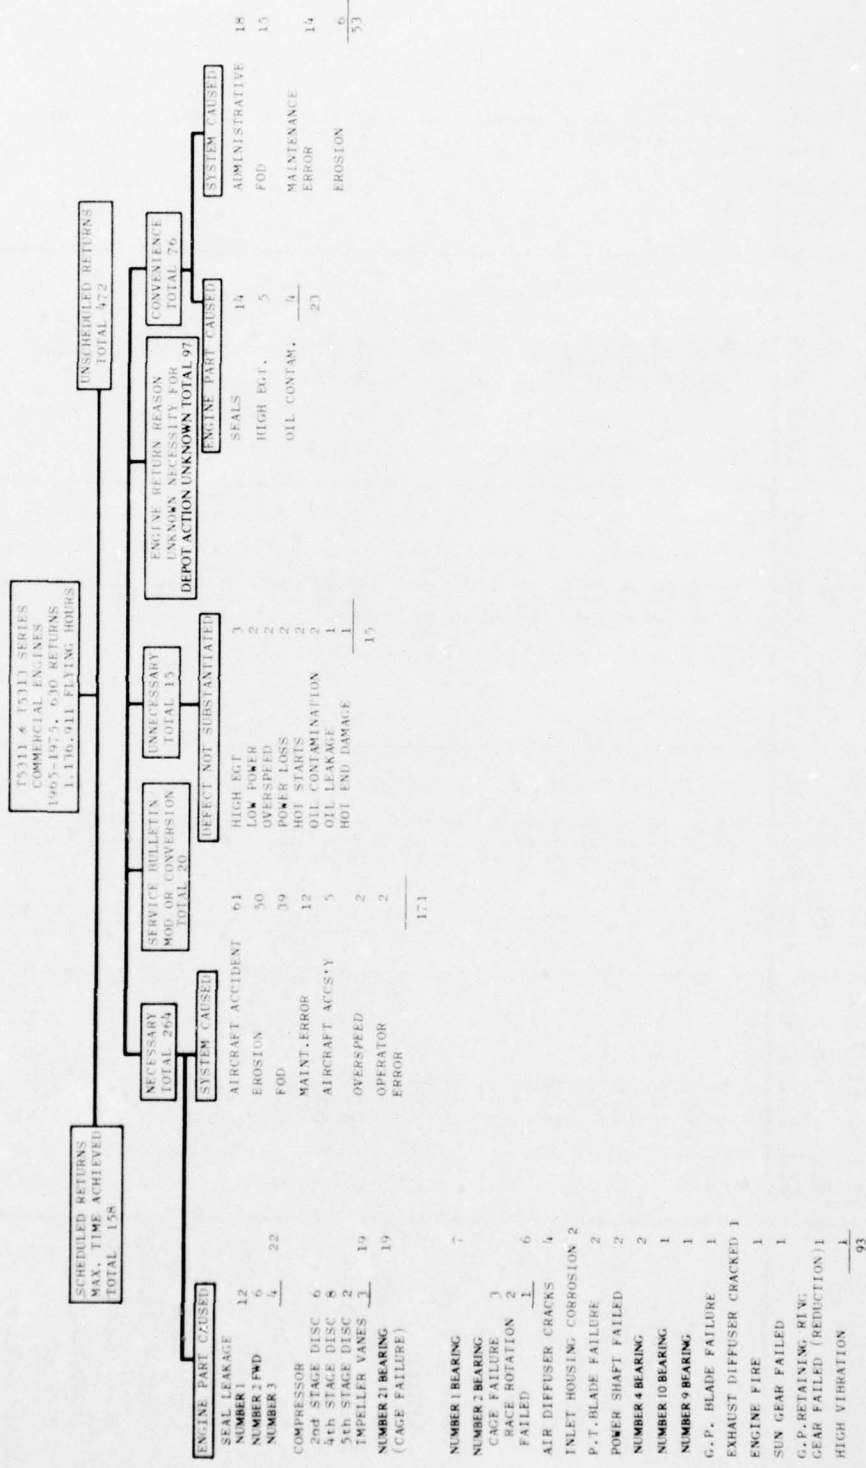 T5311 & T5313 SERIES
COMMERCIAL ENGINES
1965-1975, 630 RETURNS
1,136,911 FLYING HOURS
SCHEDULED RETURNS
MAX. TIME ACHIEVED
TOTAL 158
UNSCHEDULED RETURNS
TOTAL 472
NECESSARY
TOTAL 264
SERVICE BULLETIN
MOD OR CONVERSION
TOTAL 20
UNNECESSARY
TOTAL 15
ENGINE RETURN REASON
UNKNOWN NECESSITY FOR
DEPOT ACTION UNKNOWN TOTAL 97
CONVENIENCE
TOTAL 76
ENGINE PART CAUSED
SEAL LEAKAGE
NUMBER 1 12
NUMBER 2 FWD 6
NUMBER 3 4 22
COMPRESSOR
2nd STAGE DISC 6
4th STAGE DISC 8
5th STAGE DISC 2
IMPELLER VANES 3 19
NUMBER 21 BEARING 19
(CAGE FAILURE)
NUMBER 1 BEARING 7
NUMBER 2 BEARING
CAGE FAILURE 3
RACE ROTATION 2
FAILED 1 6
AIR DIFFUSER CRACKS 4
INLET HOUSING CORROSION 2
P.T. BLADE FAILURE 2
POWER SHAFT FAILED 2
NUMBER 4 BEARING 2
NUMBER 10 BEARING 1
NUMBER 9 BEARING 1
G.P. BLADE FAILURE 1
EXHAUST DIFFUSER CRACKED 1
ENGINE FIRE 1
SUN GEAR FAILED 1
G.P. RETAINING RING
GEAR FAILED (REDUCTION) 1
HIGH VIBRATION 1
93
SYSTEM CAUSED
AIRCRAFT ACCIDENT 61
EROSION 50
FOD 39
MAINT. ERROR 12
AIRCRAFT ACCS'Y 5
OVERSPEED 2
OPERATOR 2
ERROR
171
DEFECT NOT SUBSTANTIATED
HIGH EGT 3
LOW POWER 2
OVERSPEED 2
POWER LOSS 2
HOT STARTS 2
OIL CONTAMINATION 2
OIL LEAKAGE 1
HOT END DAMAGE 1
15
ENGINE PART CAUSED
SEALS 14
HIGH EGT. 5
OIL CONTAM. 4
23
SYSTEM CAUSED
ADMINISTRATIVE 18
FOD 15
MAINTENANCE
ERROR 14
EROSION 6
53